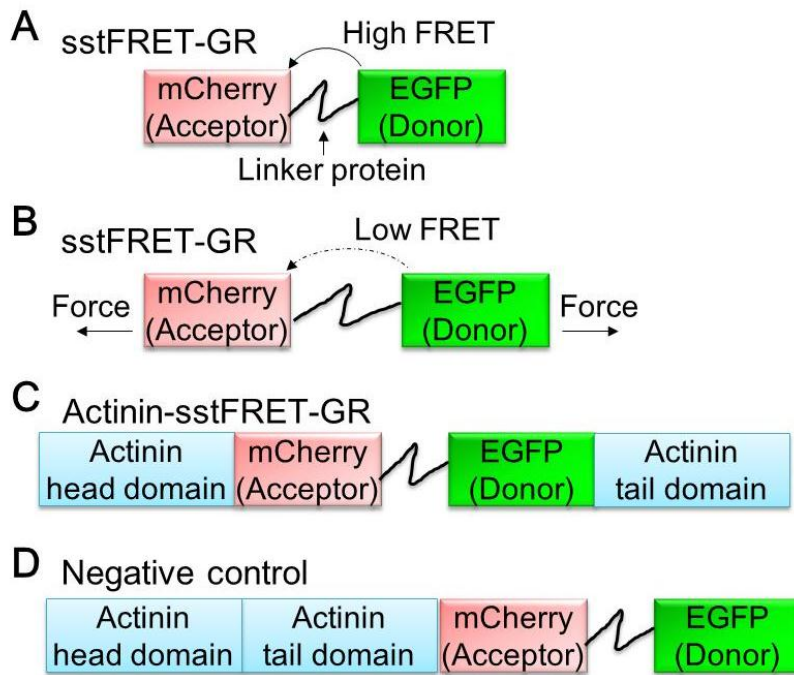 A
sstFRET-GR
High FRET
mCherry
(Acceptor)
EGFP
(Donor)
Linker protein
B
sstFRET-GR
Low FRET
Force
mCherry
(Acceptor)
EGFP
(Donor)
Force
C
Actinin-sstFRET-GR
Actinin
head domain
mCherry
(Acceptor)
EGFP
(Donor)
Actinin
tail domain
D
Negative control
Actinin
head domain
Actinin
tail domain
mCherry
(Acceptor)
EGFP
(Donor)